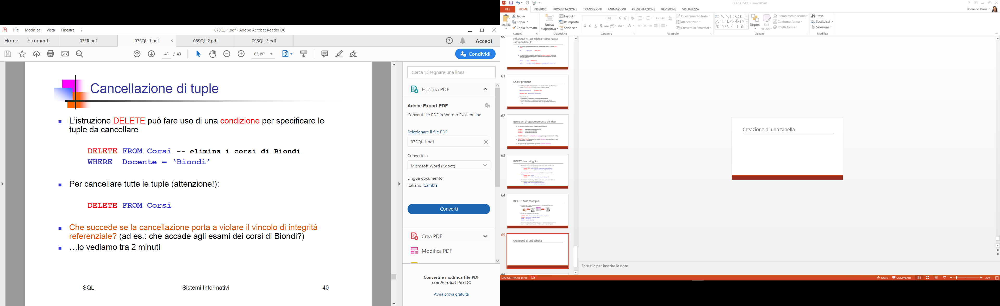 File Modifica Vista Finestra ?
07SQL-1.pdf - Adobe Acrobat Reader DC
Home Strumenti 03ER.pdf 07SQL-1.pdf × 08SQL-2.pdf 09SQL-3.pdf Accedi
40 / 43 83,1% Condividi
Cancellazione di tuple
L'istruzione DELETE può fare uso di una condizione per specificare le
tuple da cancellare
DELETE FROM Corsi -- elimina i corsi di Biondi
WHERE Docente = ‘Biondi’
Per cancellare tutte le tuple (attenzione!):
DELETE FROM Corsi
Che succede se la cancellazione porta a violare il vincolo di integrità
referenziale? (ad es.: che accade agli esami dei corsi di Biondi?)
…lo vediamo tra 2 minuti
SQL Sistemi Informativi 40
Cerca 'Disegnare una linea'
Esporta PDF
Adobe Export PDF
Converti file PDF in Word o Excel online
Selezionare il file PDF
07SQL-1.pdf
Converti in
Microsoft Word (*.docx)
Lingua documento:
Italiano Cambia
Converti
Crea PDF
Modifica PDF
Converti e modifica file PDF
con Acrobat Pro DC
Avvia prova gratuita
CORSO SQL - PowerPoint
FILE HOME INSERISCI PROGETTAZIONE TRANSIZIONI ANIMAZIONI PRESENTAZIONE REVISIONE VISUALIZZA Bonanno Daria
Incolla
Taglia
Copia
Copia formato
Appunti
Nuova
diapositiva
Layout
Reimposta
Sezione
Diapositive
48
G C S S abc AV Aa A
Carattere
Orientamento testo
Allinea testo
Converti in SmartArt
Paragrafo
Disponi
Stili
veloci
Riempimento forma
Contorno forma
Effetti forma
Disegno
Trova
Sostituisci
Seleziona
Modifica
60
Creazione di una tabella: valori nulli o
valori di default
61
Chiavi primarie
62
Istruzioni di aggiornamento dei dati
63
INSERT: caso singolo
64
INSERT: caso multiplo
65
Creazione di una tabella
66
Creazione di una tabella
Fare clic per inserire le note
DIAPOSITIVA 65 DI 66 NOTE COMMENTI 33%